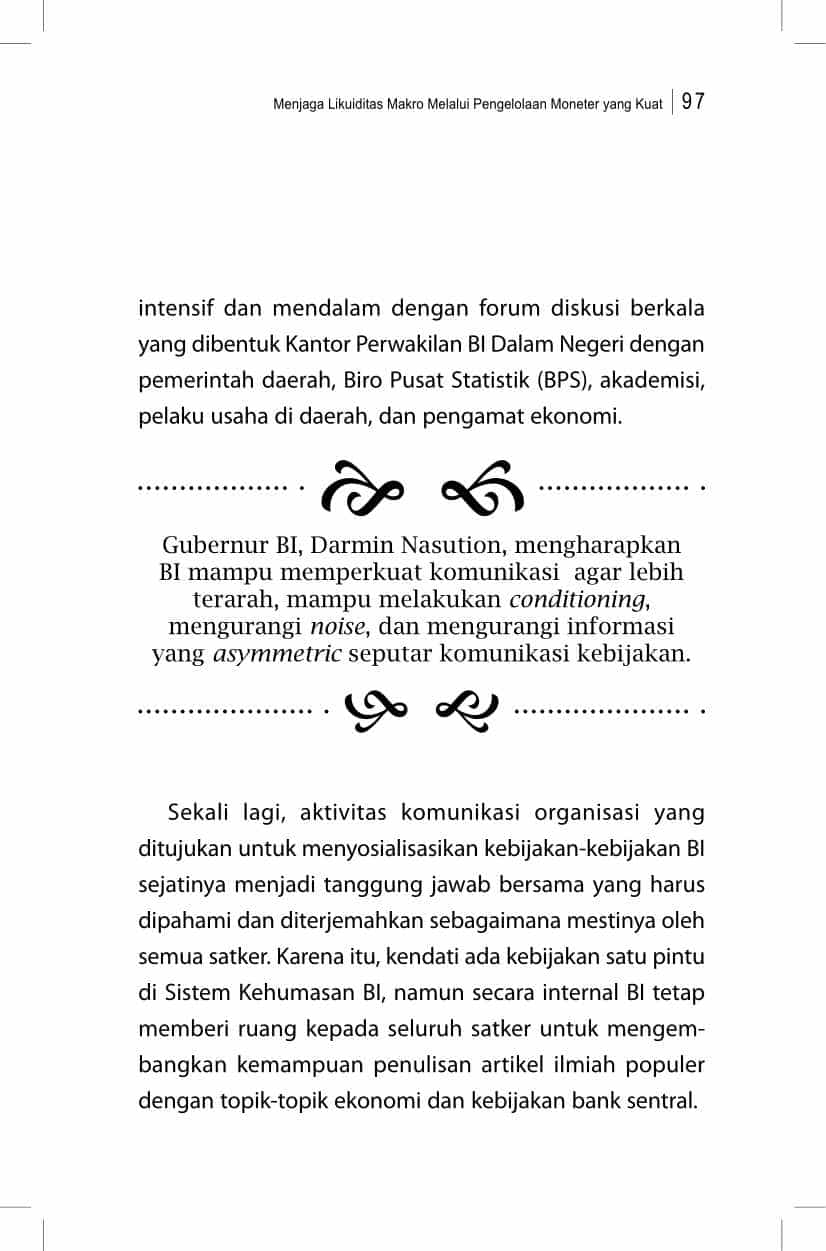 Menjaga Likuiditas Makro Melalui Pengelolaan Moneter yang Kuat 97
intensif dan mendalam dengan forum diskusi berkala
yang dibentuk Kantor Perwakilan BI Dalam Negeri dengan
pemerintah daerah, Biro Pusat Statistik (BPS), akademisi,
pelaku usaha di daerah, dan pengamat ekonomi.
Gubernur BI, Darmin Nasution, mengharapkan
BI mampu memperkuat komunikasi agar lebih
terarah, mampu melakukan conditioning,
mengurangi noise, dan mengurangi informasi
yang asymmetric seputar komunikasi kebijakan.
Sekali lagi, aktivitas komunikasi organisasi yang
ditujukan untuk menyosialisasikan kebijakan-kebijakan BI
sejatinya menjadi tanggung jawab bersama yang harus
dipahami dan diterjemahkan sebagaimana mestinya oleh
semua satker. Karena itu, kendati ada kebijakan satu pintu
di Sistem Kehumasan BI, namun secara internal BI tetap
memberi ruang kepada seluruh satker untuk mengem-
bangkan kemampuan penulisan artikel ilmiah populer
dengan topik-topik ekonomi dan kebijakan bank sentral.